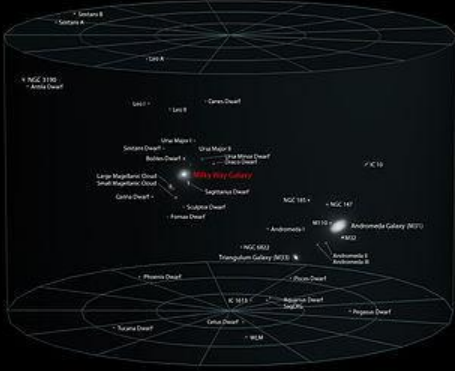 Sextans B
Sextans A
Leo A
NGC 3190
Antlia Dwarf
Leo I
Canes Dwarf
Leo II
Ursa Major I
Sextans Dwarf
Ursa Major II
Ursa Minor Dwarf
Boötes Dwarf
Draco Dwarf
IC 10
Milky Way Galaxy
Large Magellanic Cloud
Small Magellanic Cloud
Sagittarius Dwarf
Carina Dwarf
NGC 185
NGC 147
Sculptor Dwarf
Fornax Dwarf
M110
Andromeda Galaxy (M31)
Andromeda I
M32
NGC 6822
Andromeda II
Triangulum Galaxy (M33)
Andromeda III
Phoenix Dwarf
Pisces Dwarf
IC 1613
Aquarius Dwarf
SagDIG
Pegasus Dwarf
Cetus Dwarf
Tucana Dwarf
WLM